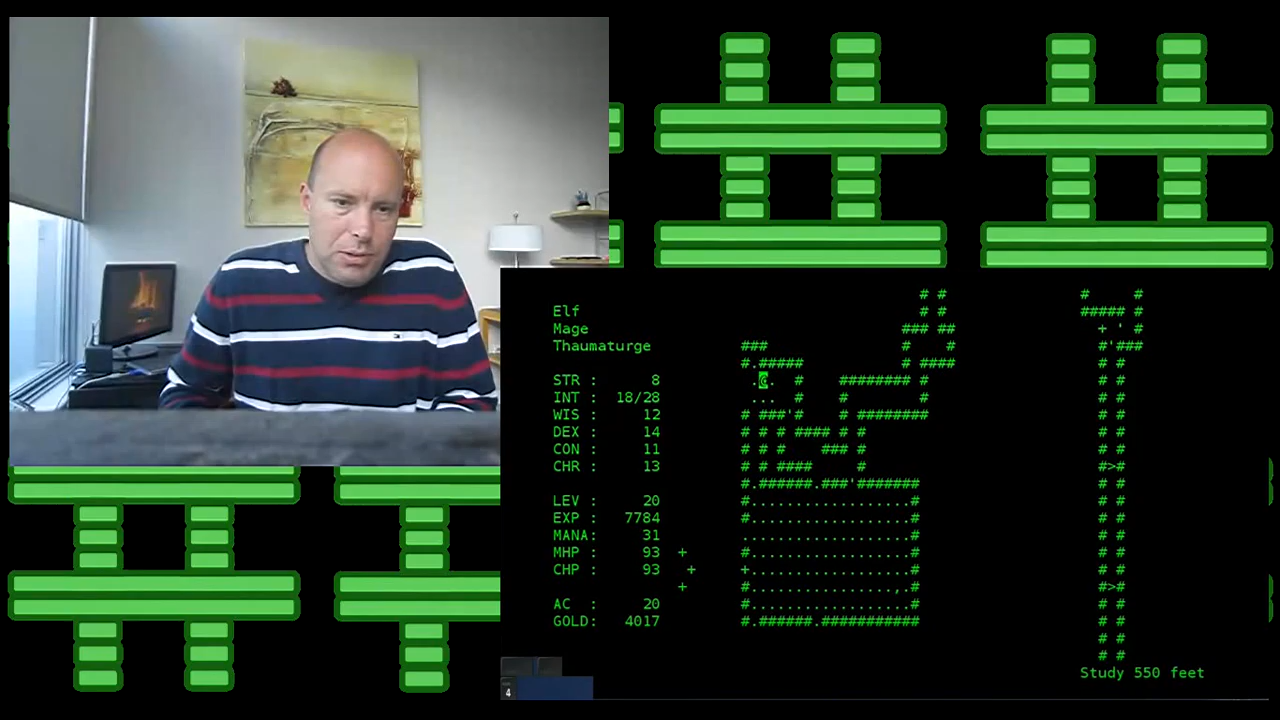 Elf
Mage
Thaumaturge
STR : 8
INT : 18/28
WIS : 12
DEX : 14
CON : 11
CHR : 13
LEV : 20
EXP : 7784
MANA: 31
MHP : 93
CHP : 93
AC : 20
GOLD: 4017
4
Study 550 feet